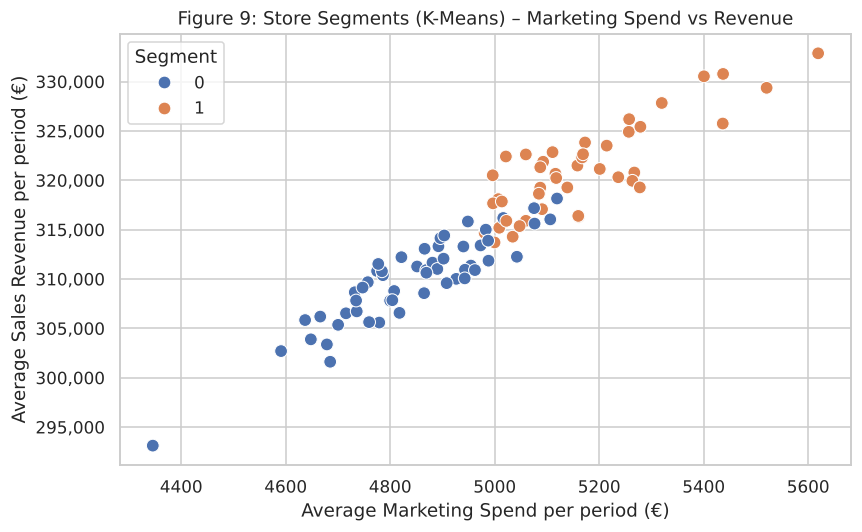 Figure 9: Store Segments (K-Means) – Marketing Spend vs Revenue
Segment
0
1
Average Sales Revenue per period (€)
330,000
325,000
320,000
315,000
310,000
305,000
300,000
295,000
4400 4600 4800 5000 5200 5400 5600
Average Marketing Spend per period (€)